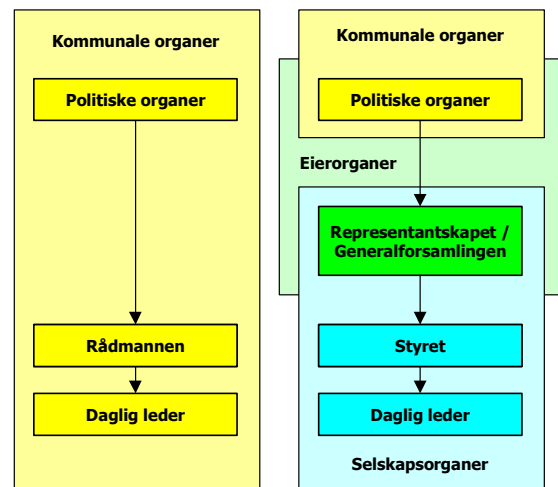 Kommunale organer
Politiske organer
Rådmannen
Daglig leder
Kommunale organer
Politiske organer
Eierorganer
Representantskapet /
Generalforsamlingen
Styret
Daglig leder
Selskapsorganer